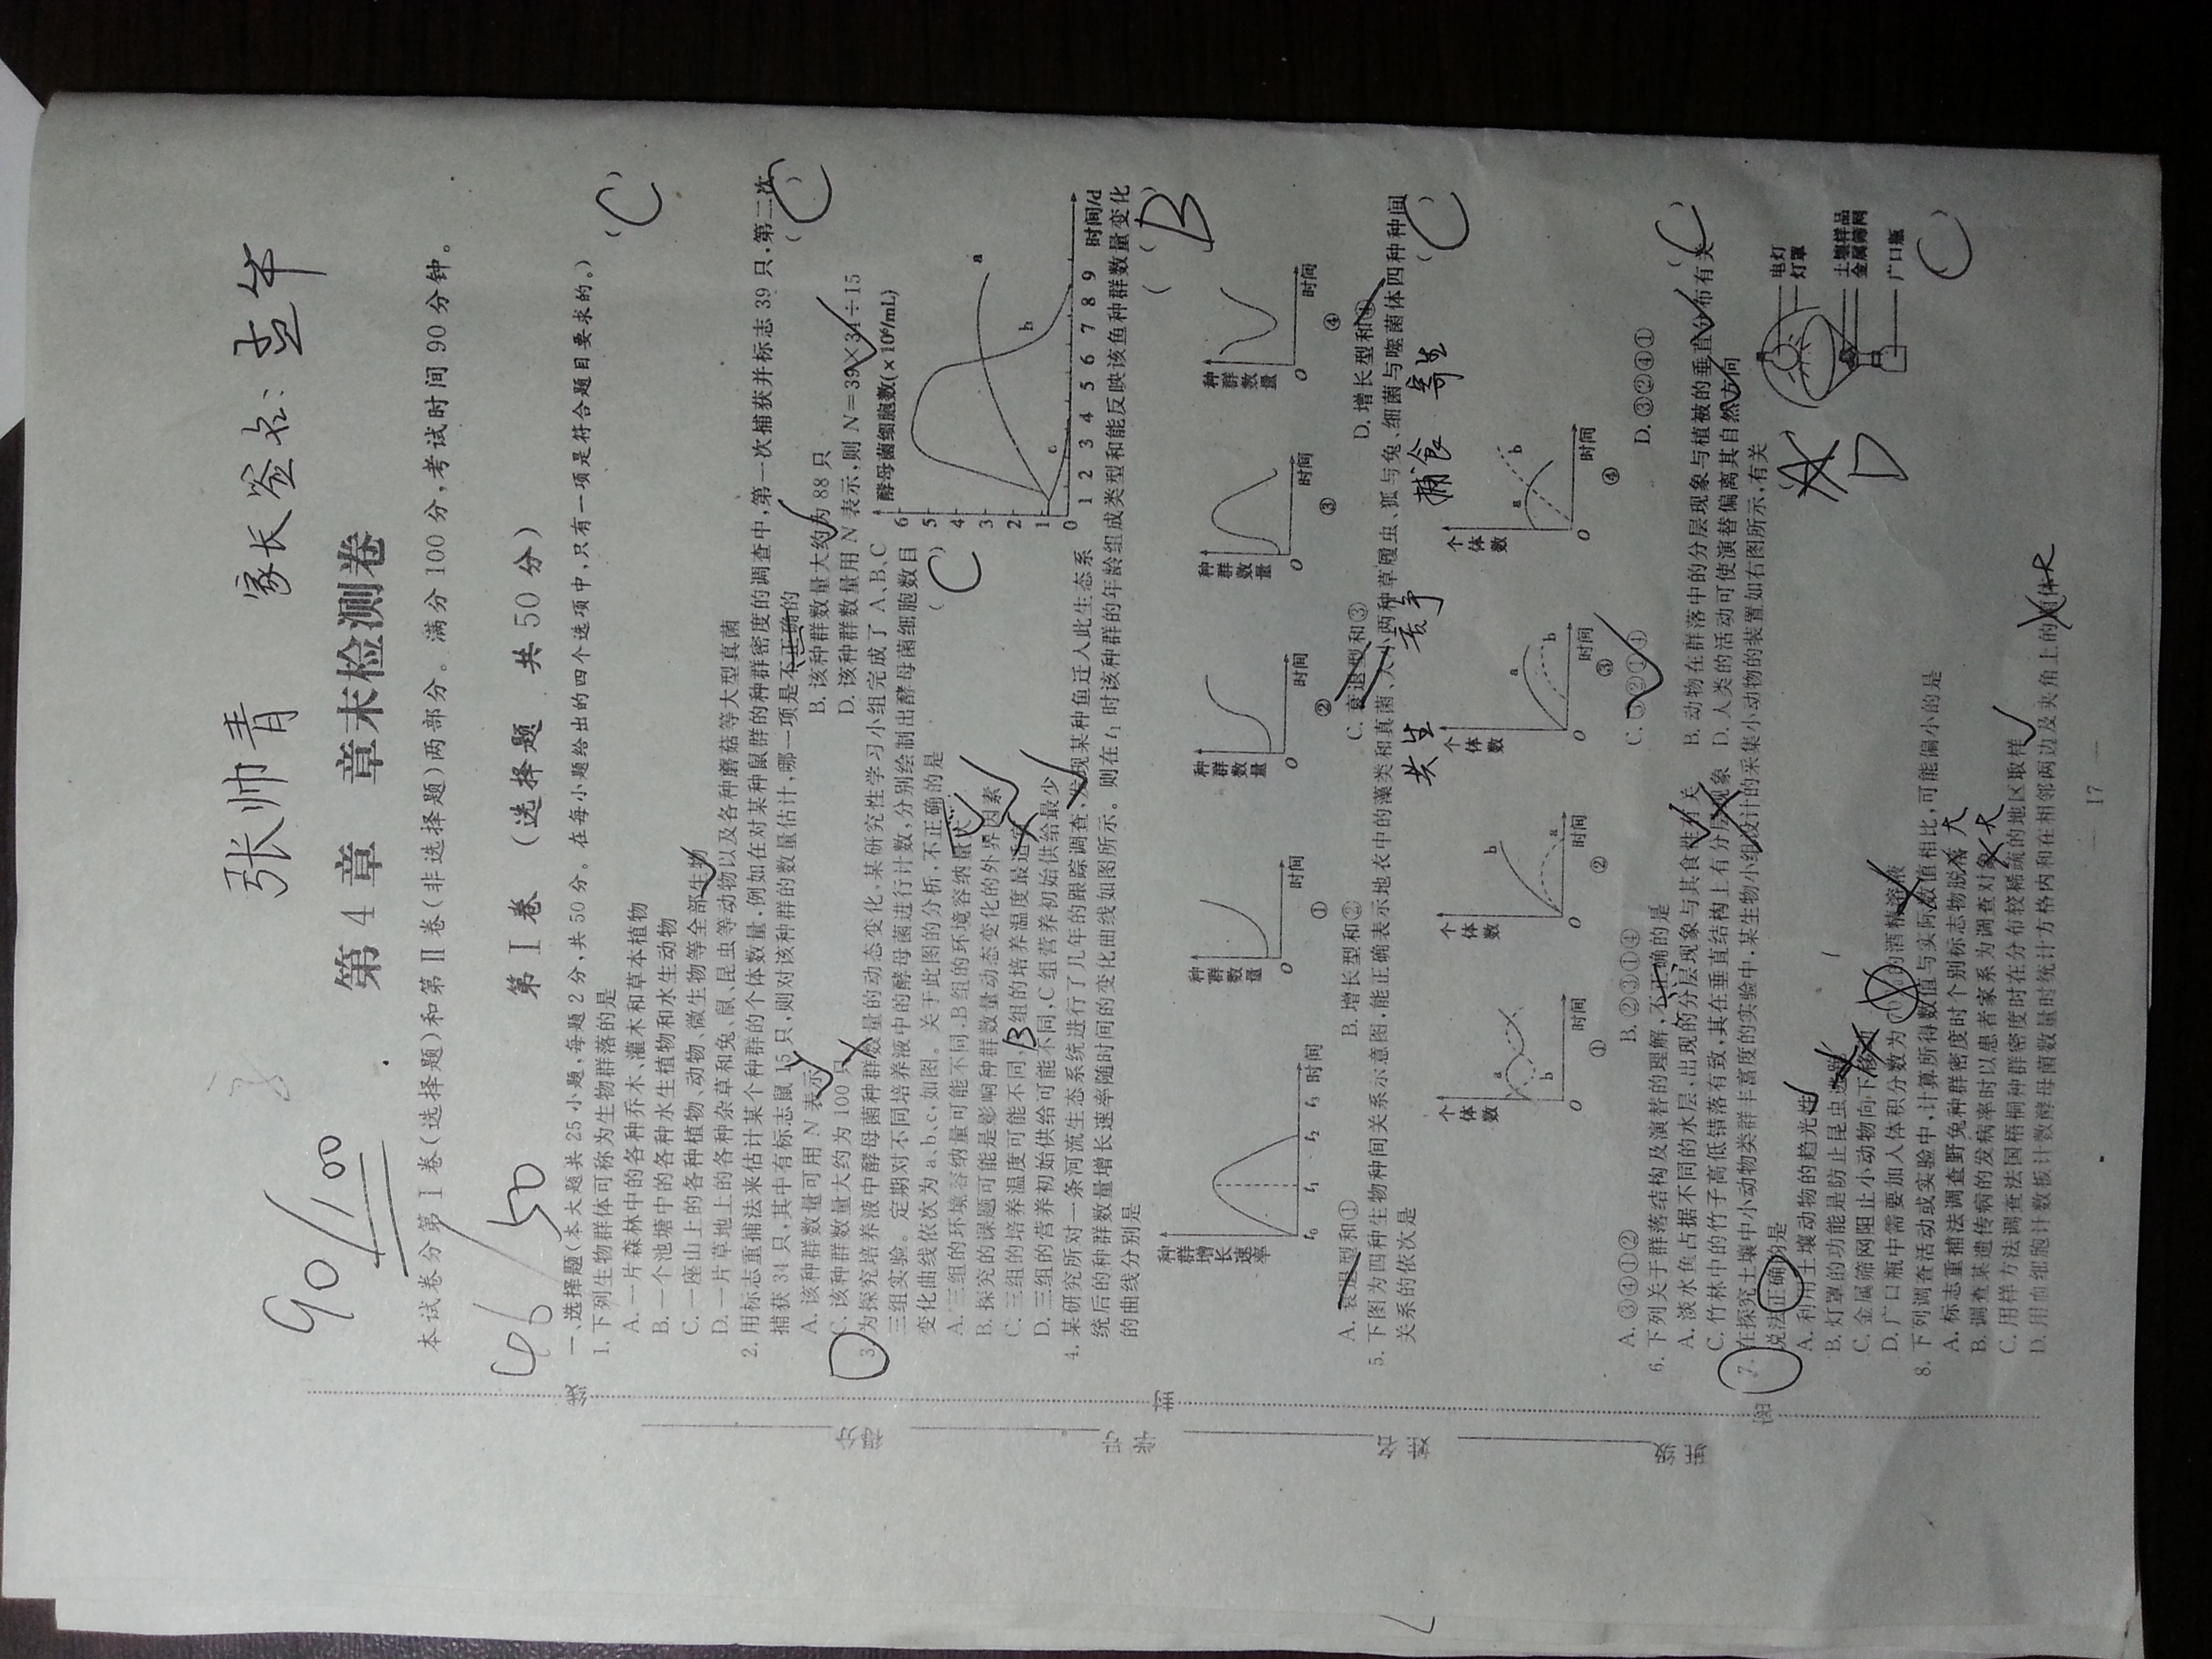 张帅青 家长签名:孟午
90/100
第4章 章末检测卷
本试卷分第Ⅰ卷(选择题)和第Ⅱ卷(非选择题)两部分。满分100分,考试时间90分钟。
46/50
第Ⅰ卷 (选择题 共50分)
一、选择题(本大题共25小题,每题2分,共50分。在每小题给出的四个选项中,只有一项是符合题目要求的。)
1.下列生物群体可称为生物群落的是 (C)
A.一片森林中的各种乔木、灌木和草本植物
B.一个池塘中的各种水生植物和水生动物
C.一座山上的各种植物、动物、微生物等全部生物
D.一片草地上的各种杂草和兔、鼠、昆虫等动物以及各种蘑菇等大型真菌
2.用标志重捕法来估计某个种群的个体数量,例如在对某种鼠群的种群密度的调查中,第一次捕获并标志39只,第二次
捕获34只,其中有标志鼠15只,则对该种群的数量估计,哪一项是不正确的 (C)
A.该种群数量可用N表示 B.该种群数量大约为88只
C.该种群数量大约为100只 D.该种群数量用N表示,则N=39×34÷15
3.为探究培养液中酵母菌种群数量的动态变化,某研究性学习小组完成了A、B、C
三组实验。定期对不同培养液中的酵母菌进行计数,分别绘制出酵母菌细胞数目
变化曲线依次为a、b、c,如图。关于此图的分析,不正确的是 (C)
A.三组的环境容纳量可能不同,B组的环境容纳量大
B.探究的课题可能是影响种群数量动态变化的外界因素
C.三组的培养温度可能不同,B组的培养温度最适宜
D.三组的营养初始供给可能不同,C组营养初始供给最少
酵母菌细胞数(×10⁶/mL)
6
5
4
3
2
1
0
a
b
c
1 2 3 4 5 6 7 8 9 时间/d
4.某研究所对一条河流生态系统进行了几年的跟踪调查,发现某种鱼迁入此生态系
统后的种群数量增长速率随时间的变化曲线如图所示。则在t₁时该种群的年龄组成类型和能反映该鱼种群数量变化
的曲线分别是 (B)
种群增长速率 种群数量 种群数量 种群数量 种群数量
t₀ t₁ t₂ t₃ 时间 O 时间 O 时间 O 时间 O 时间
① ② ③ ④
A.衰退型和① B.增长型和② C.衰退型和③ D.增长型和④
5.下图为四种生物种间关系示意图,能正确表示地衣中的藻类和真菌、大小两种草履虫、狐与兔、细菌与噬菌体四种种间
关系的依次是 (C)
共生 竞争 捕食 寄生
个体数 个体数 个体数 个体数
a b b a a b a b
O 时间 O 时间 O 时间 O 时间
① ② ③ ④
A.③④①② B.②③①④ C.③②①④ D.③②④①
6.下列关于群落结构及演替的理解,不正确的是 (C)
A.淡水鱼占据不同的水层,出现的分层现象与其食性有关 B.动物在群落中的分层现象与植被的垂直分布有关
C.竹林中的竹子高低错落有致,其在垂直结构上有分层现象 D.人类的活动可使演替偏离其自然方向
7.在探究土壤中小动物类群丰富度的实验中,某生物小组设计的采集小动物的装置如右图所示,有关
说法正确的是 D
A.利用土壤动物的趋光性
B.灯罩的功能是防止昆虫逃跑
C.金属筛网阻止小动物向下移动
D.广口瓶中需要加入体积分数为70%的酒精溶液
电灯
灯罩
土壤样品
金属筛网
广口瓶
8.下列调查活动或实验中,计算所得数值与实际数值相比,可能偏小的是 C
A.标志重捕法调查野兔种群密度时个别标志物脱落 大
B.调查某遗传病的发病率时以患者家系为调查对象 大
C.用样方法调查法国梧桐种群密度时在分布较稀疏的地区取样
D.用血细胞计数板计数酵母菌数量时统计方格内和在相邻两边及夹角上的菌体 大
— 17 —
班级 姓名 学号 得分
密 封 线